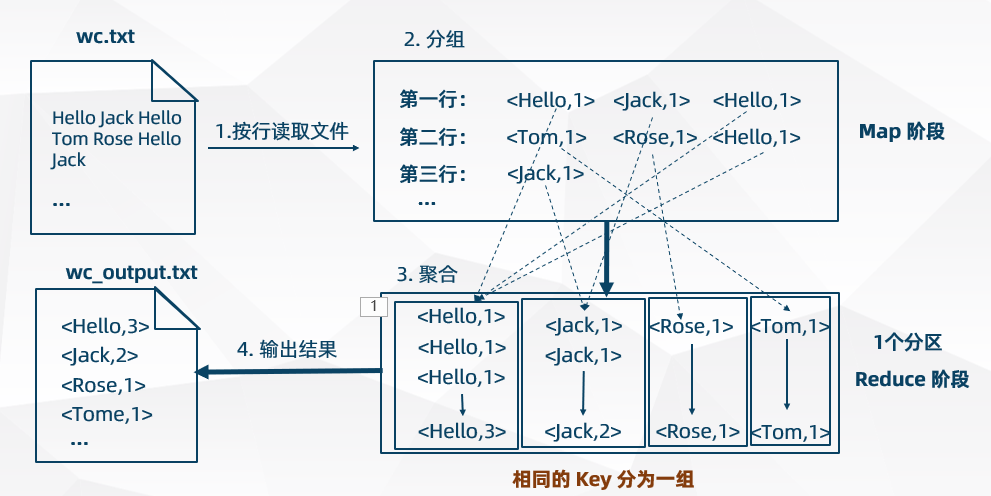 wc.txt
Hello Jack Hello
Tom Rose Hello
Jack
...
1.按行读取文件
2. 分组
第一行： <Hello,1> <Jack,1> <Hello,1>
第二行： <Tom,1> <Rose,1> <Hello,1>
第三行： <Jack,1>
...
Map 阶段
3. 聚合
1
<Hello,1>
<Hello,1>
<Hello,1>
<Hello,3>
<Jack,1>
<Jack,1>
<Jack,2>
<Rose,1>
<Rose,1>
<Tom,1>
<Tom,1>
1个分区
Reduce 阶段
相同的 Key 分为一组
4. 输出结果
wc_output.txt
<Hello,3>
<Jack,2>
<Rose,1>
<Tome,1>
...